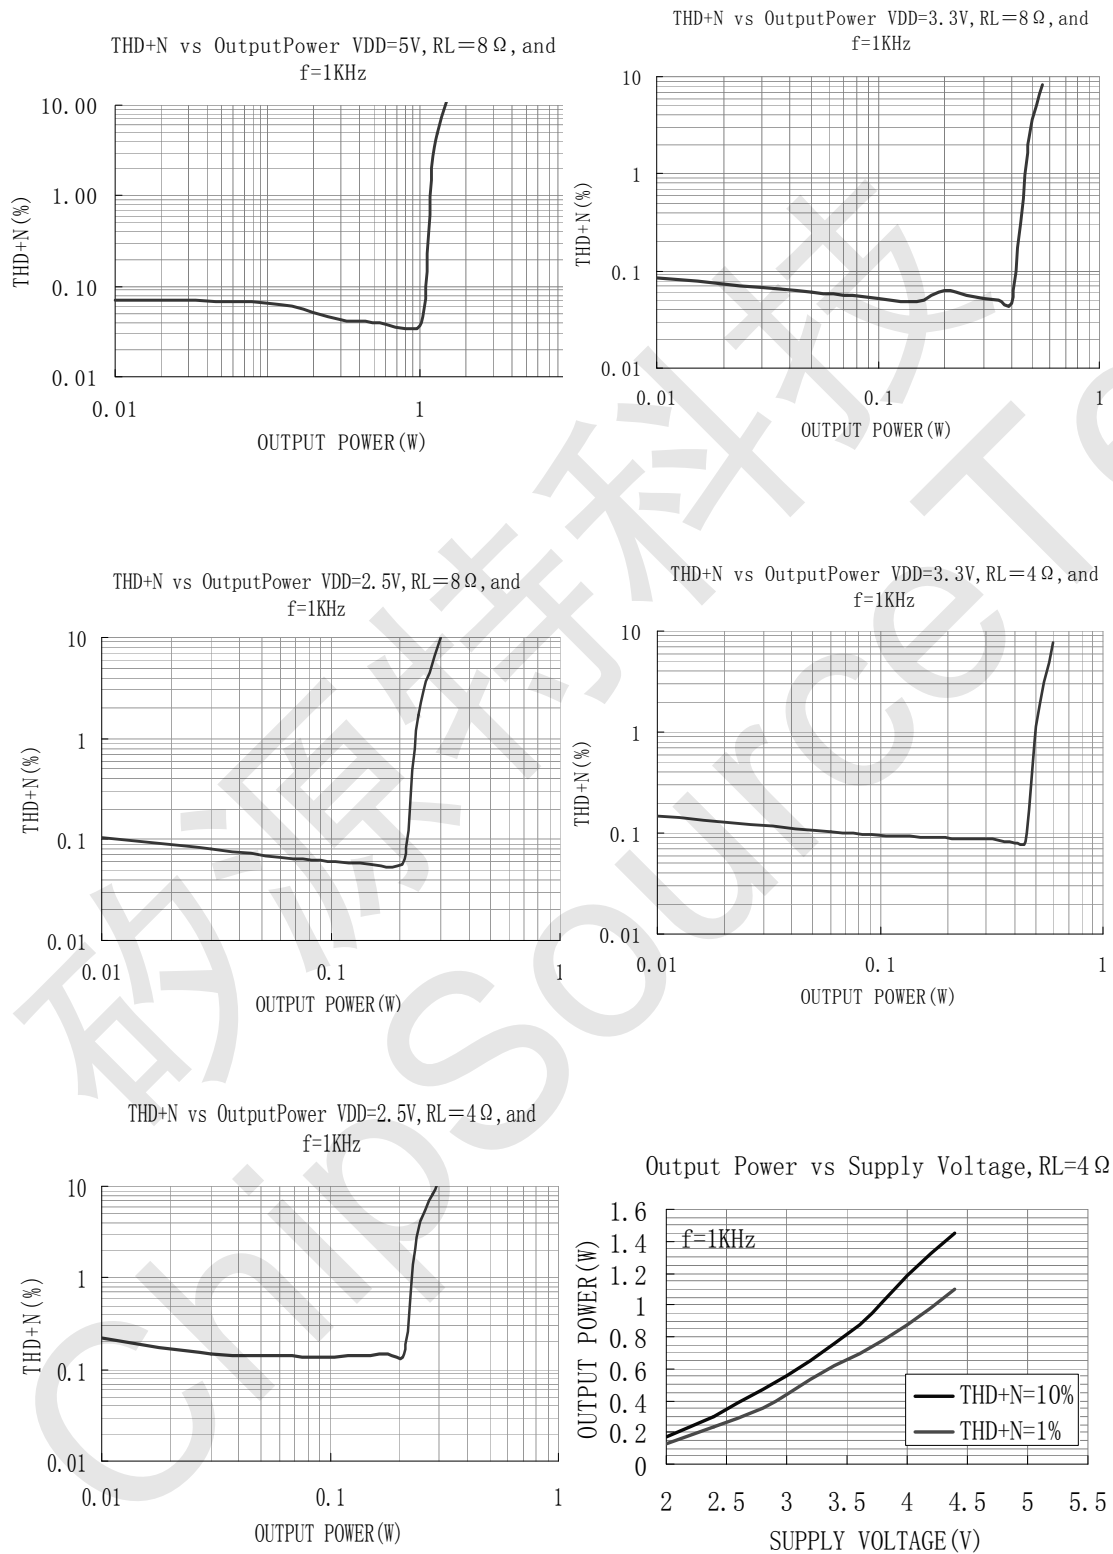 THD+N vs OutputPower VDD=5V,RL=8Ω,and
f=1KHz
10.00
1.00
0.10
0.01
THD+N(%)
0.01 1
OUTPUT POWER(W)
THD+N vs OutputPower VDD=3.3V,RL=8Ω,and
f=1KHz
10
1
0.1
0.01
THD+N(%)
0.01 0.1 1
OUTPUT POWER(W)
THD+N vs OutputPower VDD=2.5V,RL=8Ω,and
f=1KHz
10
1
0.1
0.01
THD+N(%)
0.01 0.1 1
OUTPUT POWER(W)
THD+N vs OutputPower VDD=3.3V,RL=4Ω,and
f=1KHz
10
1
0.1
0.01
THD+N(%)
0.01 0.1 1
OUTPUT POWER(W)
THD+N vs OutputPower VDD=2.5V,RL=4Ω,and
f=1KHz
10
1
0.1
0.01
THD+N(%)
0.01 0.1 1
OUTPUT POWER(W)
Output Power vs Supply Voltage,RL=4Ω
f=1KHz
1.6
1.4
1.2
1
0.8
0.6
0.4
0.2
0
OUTPUT POWER(W)
THD+N=10%
THD+N=1%
2 2.5 3 3.5 4 4.5 5 5.5
SUPPLY VOLTAGE(V)
矽源特科技
ChipSource Te